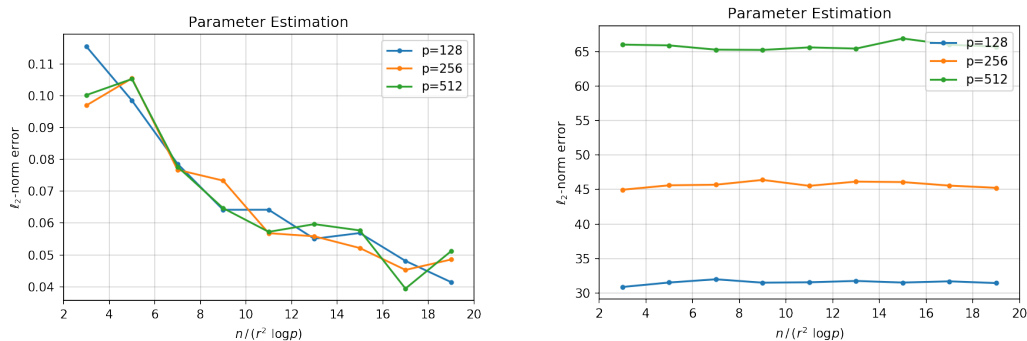 Parameter Estimation
p=128
p=256
p=512
0.11
0.10
0.09
0.08
0.07
0.06
0.05
0.04
ℓ₂-norm error
2 4 6 8 10 12 14 16 18 20
n / (r² logp)
Parameter Estimation
p=128
p=256
p=512
65
60
55
50
45
40
35
30
ℓ₂-norm error
2 4 6 8 10 12 14 16 18 20
n / (r² logp)